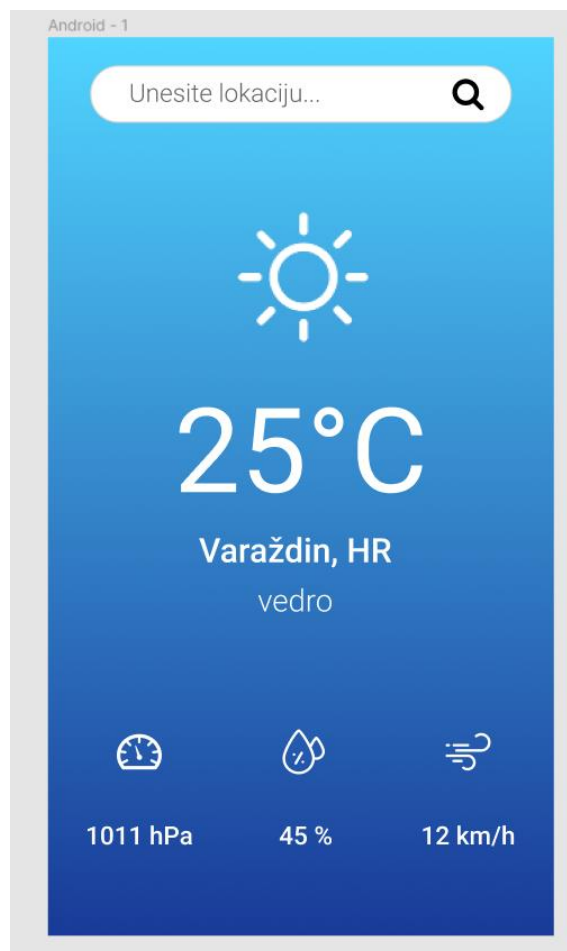 Android - 1
Unesite lokaciju...
25°C
Varaždin, HR
vedro
%
1011 hPa 45 % 12 km/h